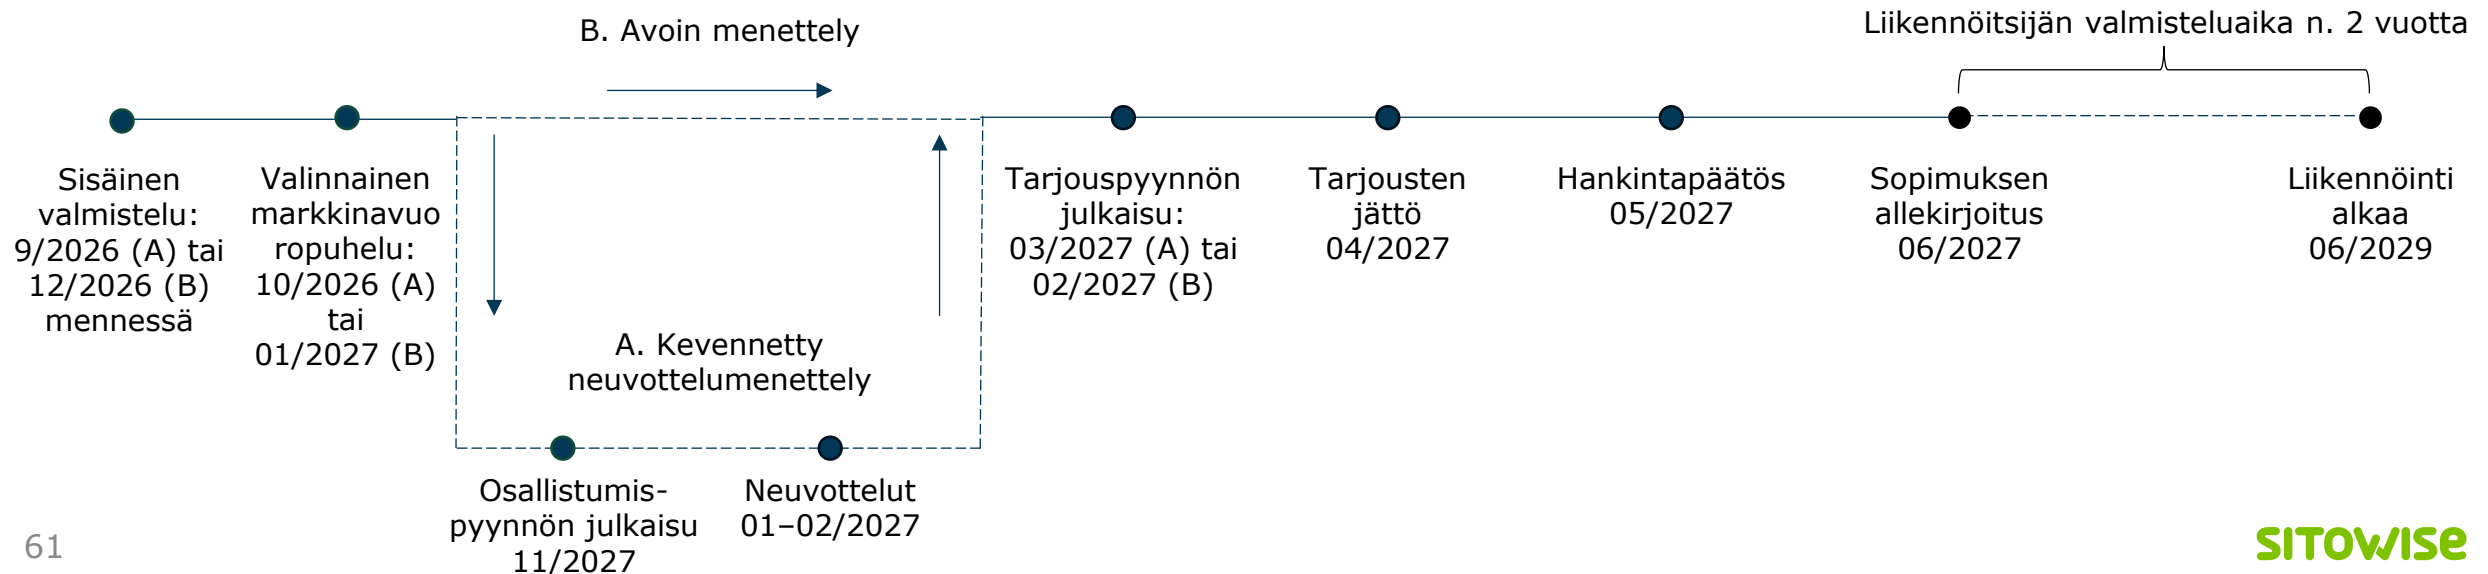 B. Avoin menettely
Liikennöitsijän valmisteluaika n. 2 vuotta
Sisäinen
valmistelu:
9/2026 (A) tai
12/2026 (B)
mennessä
Valinnainen
markkinavuo
ropuhelu:
10/2026 (A)
tai
01/2027 (B)
A. Kevennetty
neuvottelumenettely
Osallistumis-
pyynnön julkaisu
11/2027
Neuvottelut
01–02/2027
Tarjouspyynnön
julkaisu:
03/2027 (A) tai
02/2027 (B)
Tarjousten
jättö
04/2027
Hankintapäätös
05/2027
Sopimuksen
allekirjoitus
06/2027
Liikennöinti
alkaa
06/2029
61
SITOWISE